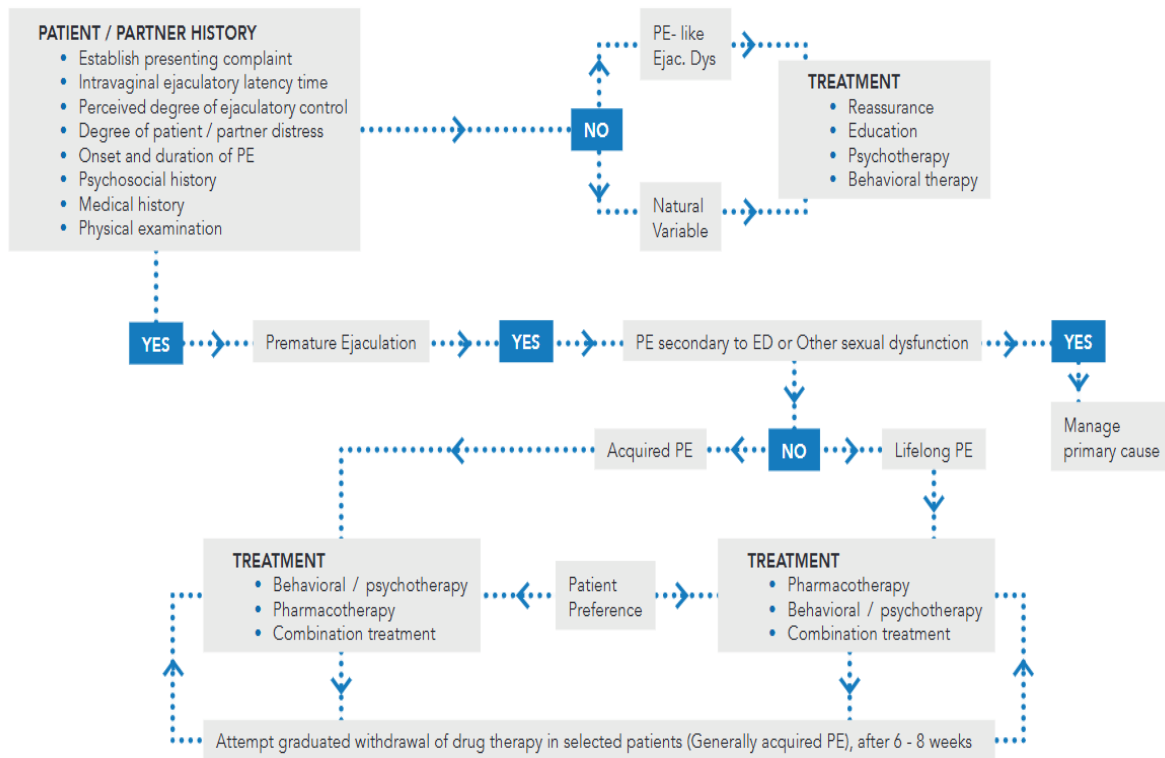 PATIENT / PARTNER HISTORY
• Establish presenting complaint
• Intravaginal ejaculatory latency time
• Perceived degree of ejaculatory control
• Degree of patient / partner distress
• Onset and duration of PE
• Psychosocial history
• Medical history
• Physical examination
NO
PE- like
Ejac. Dys
Natural
Variable
TREATMENT
• Reassurance
• Education
• Psychotherapy
• Behavioral therapy
YES
Premature Ejaculation
YES
PE secondary to ED or Other sexual dysfunction
YES
Manage
primary cause
Acquired PE
NO
Lifelong PE
TREATMENT
• Behavioral / psychotherapy
• Pharmacotherapy
• Combination treatment
Patient
Preference
TREATMENT
• Pharmacotherapy
• Behavioral / psychotherapy
• Combination treatment
Attempt graduated withdrawal of drug therapy in selected patients (Generally acquired PE), after 6 - 8 weeks